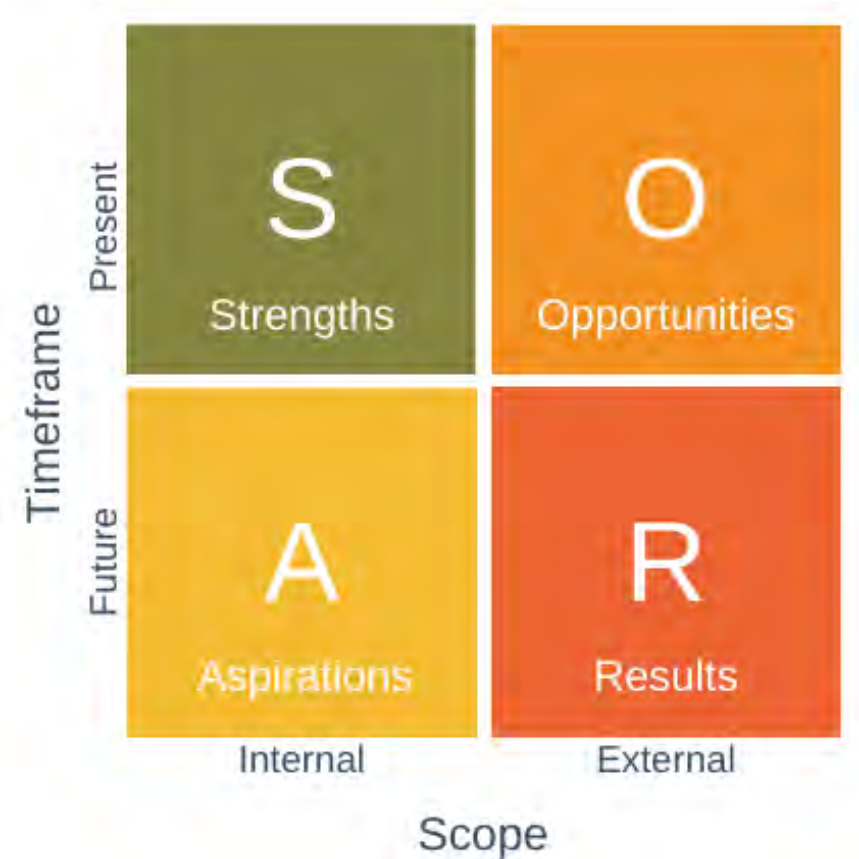 Timeframe
Present
S
Strengths
O
Opportunities
Future
A
Aspirations
R
Results
Internal
External
Scope